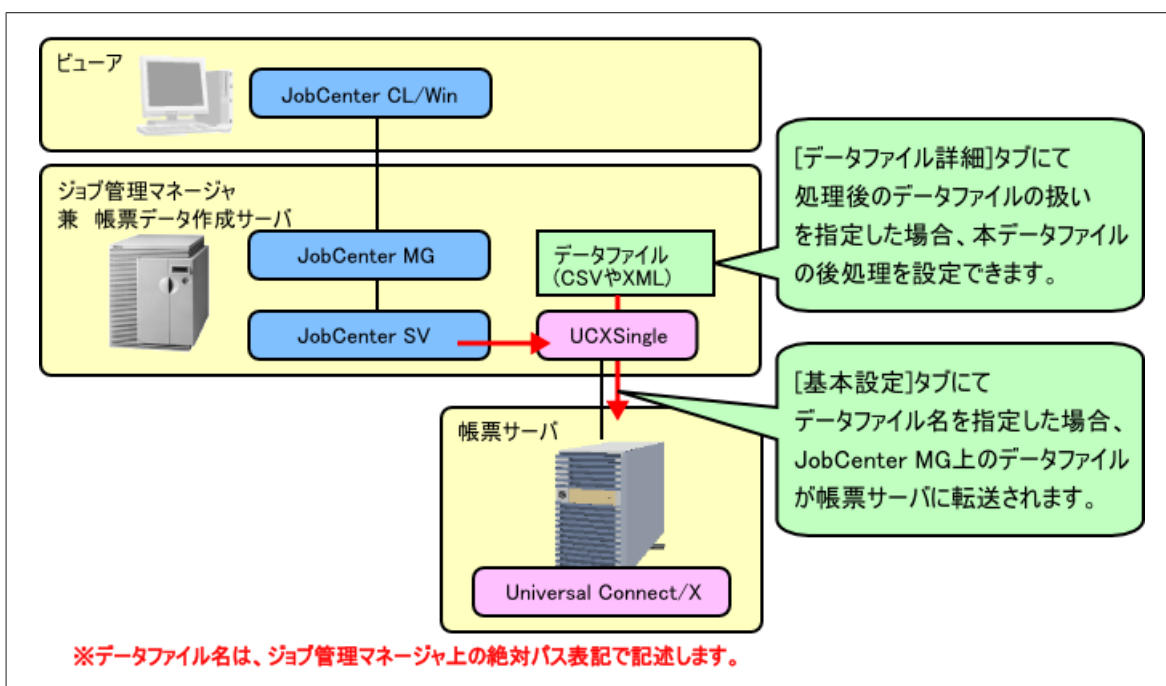 ビューア
JobCenter CL/Win
ジョブ管理マネージャ
兼　帳票データ作成サーバ
JobCenter MG
データファイル
(CSVやXML)
JobCenter SV
UCXSingle
[データファイル詳細]タブにて
処理後のデータファイルの扱い
を指定した場合、本データファイル
の後処理を設定できます。
[基本設定]タブにて
データファイル名を指定した場合、
JobCenter MG上のデータファイル
が帳票サーバに転送されます。
帳票サーバ
Universal Connect/X
※データファイル名は、ジョブ管理マネージャ上の絶対パス表記で記述します。